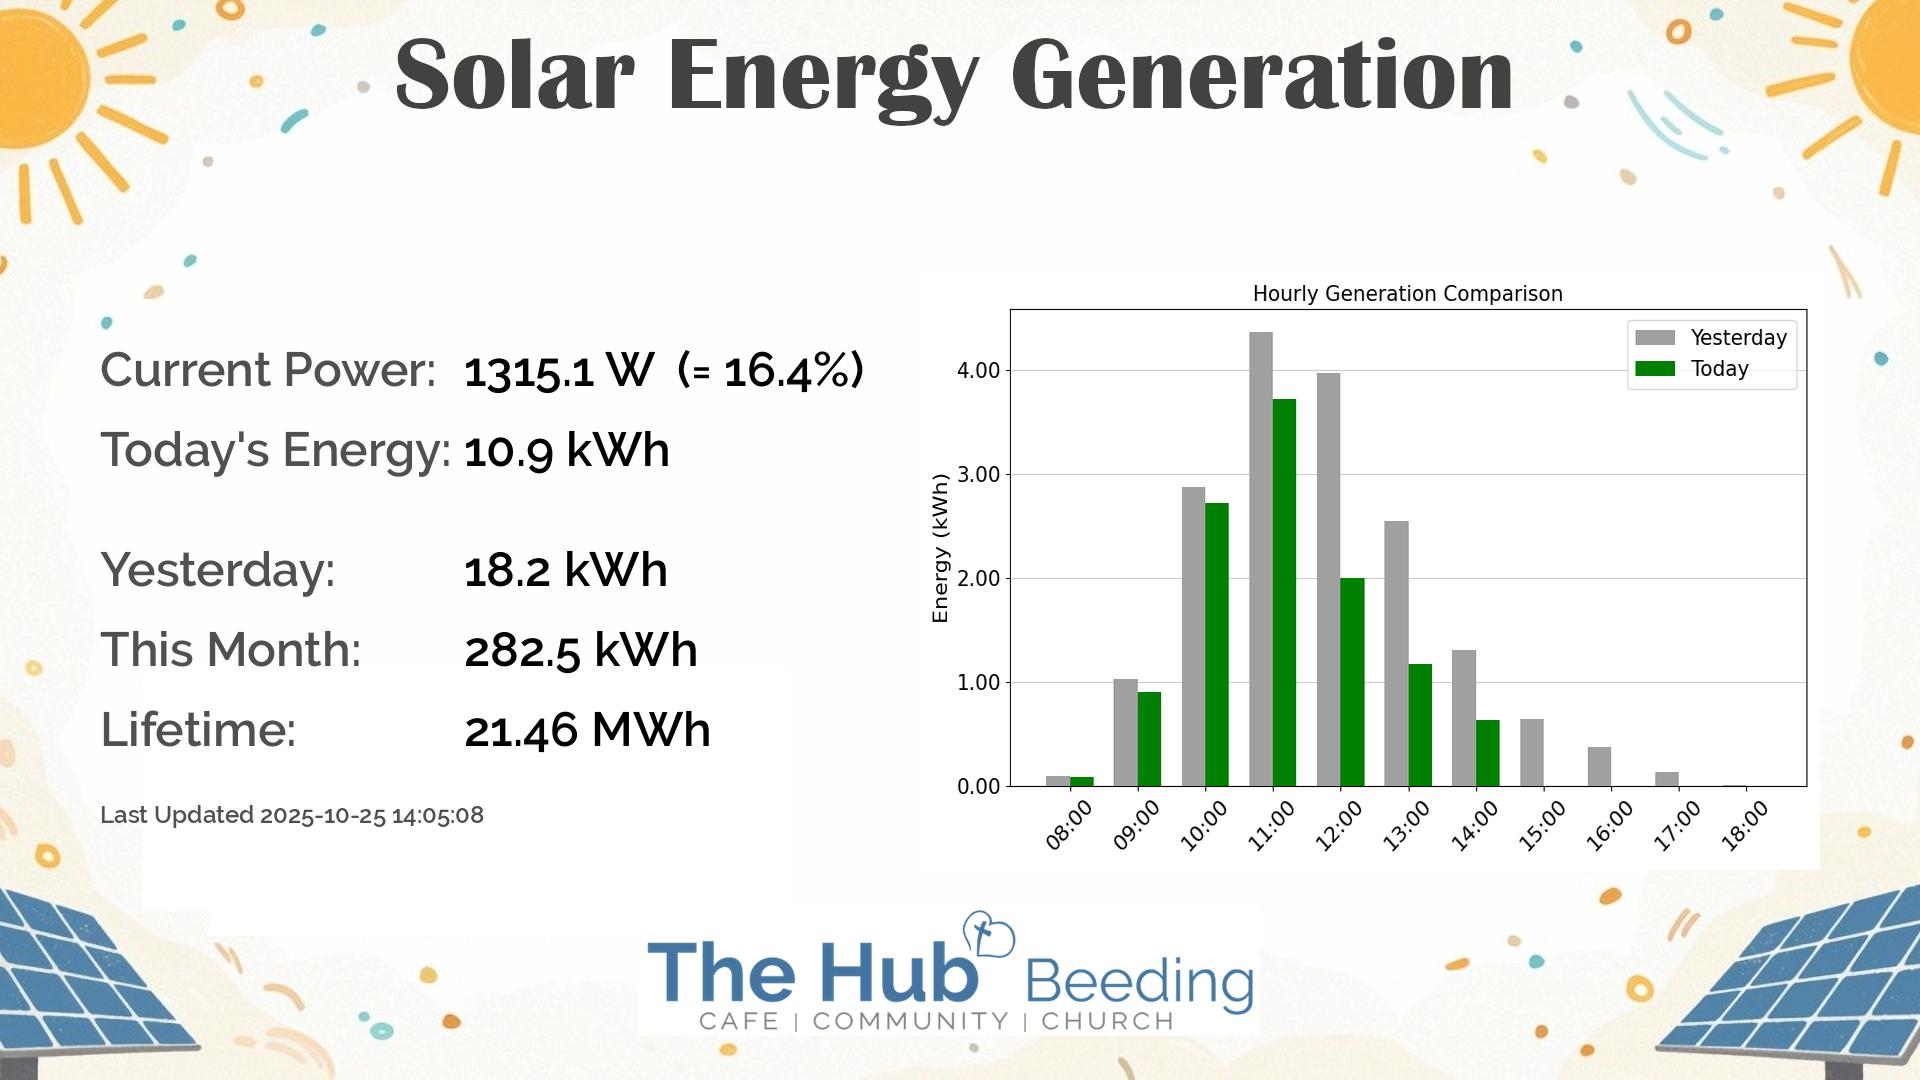 Solar Energy Generation
Current Power: 1315.1 W (= 16.4%)
Today's Energy: 10.9 kWh
Yesterday: 18.2 kWh
This Month: 282.5 kWh
Lifetime: 21.46 MWh
Last Updated 2025-10-25 14:05:08
Hourly Generation Comparison
Yesterday
Today
Energy (kWh)
4.00
3.00
2.00
1.00
0.00
08:00 09:00 10:00 11:00 12:00 13:00 14:00 15:00 16:00 17:00 18:00
The Hub Beeding
CAFE | COMMUNITY | CHURCH